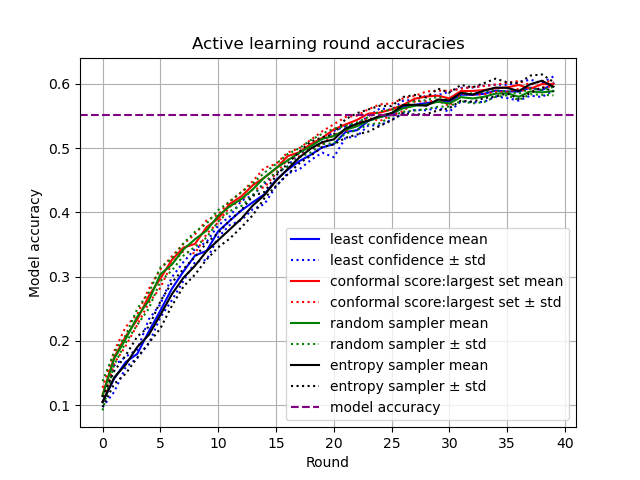 Active learning round accuracies
Model accuracy
0.6
0.5
0.4
0.3
0.2
0.1
least confidence mean
least confidence ± std
conformal score:largest set mean
conformal score:largest set ± std
random sampler mean
random sampler ± std
entropy sampler mean
entropy sampler ± std
model accuracy
0 5 10 15 20 25 30 35 40
Round